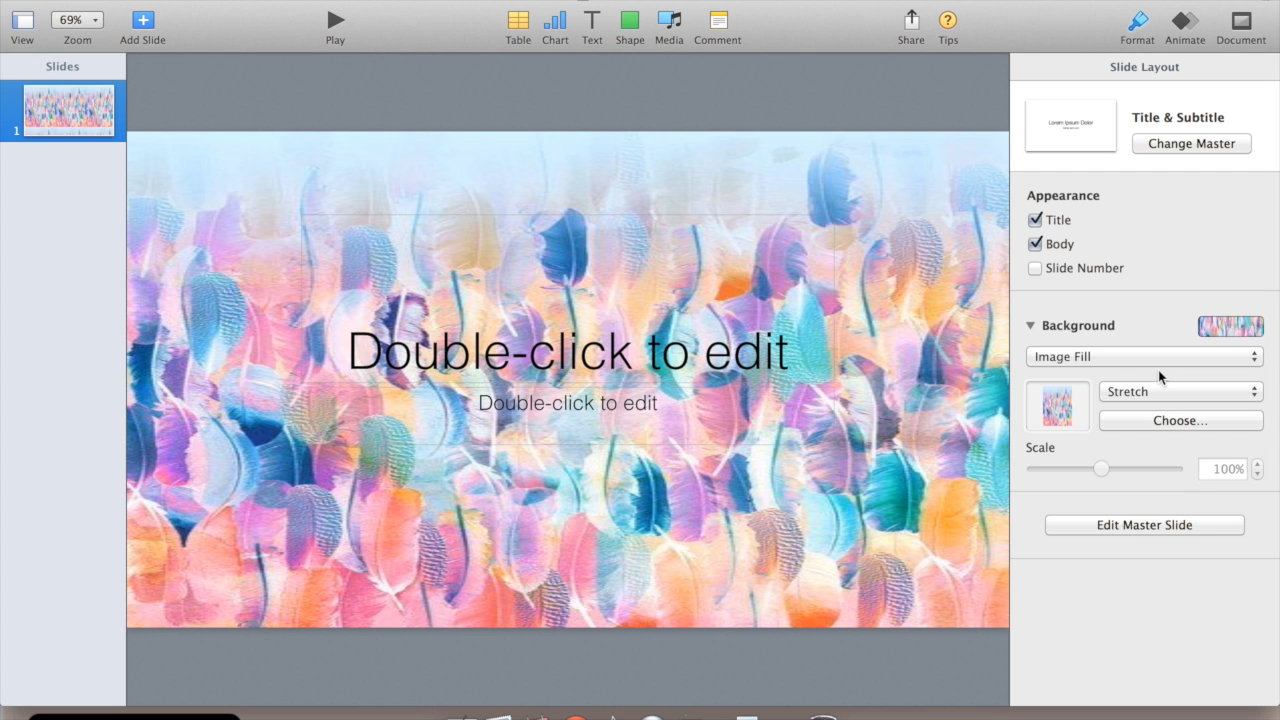 69%
View
Zoom
Add Slide
Play
Table
Chart
Text
Shape
Media
Comment
Share
Tips
Format
Animate
Document
Slides
1
Double-click to edit
Double-click to edit
Slide Layout
Lorem Ipsum Dolor
Title & Subtitle
Change Master
Appearance
Title
Body
Slide Number
Background
Image Fill
Stretch
Choose...
Scale
100%
Edit Master Slide